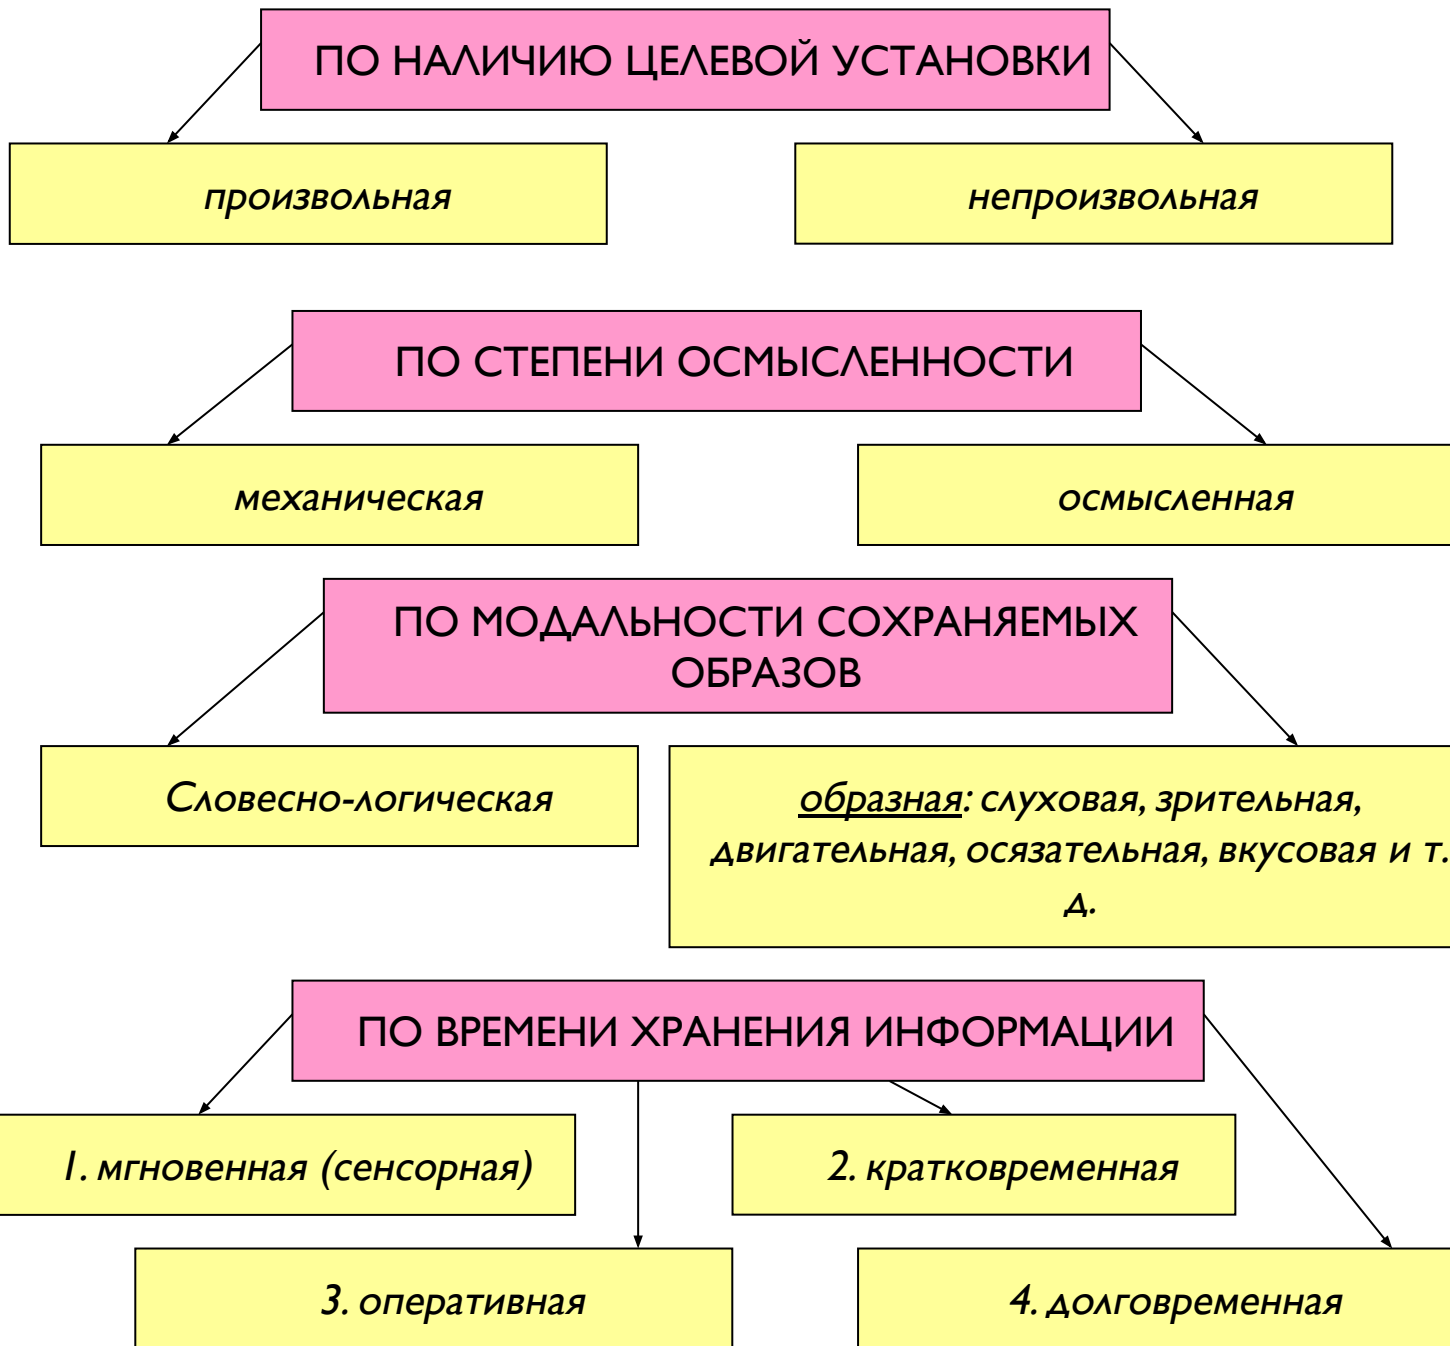 ПО НАЛИЧИЮ ЦЕЛЕВОЙ УСТАНОВКИ
произвольная
непроизвольная
ПО СТЕПЕНИ ОСМЫСЛЕННОСТИ
механическая
осмысленная
ПО МОДАЛЬНОСТИ СОХРАНЯЕМЫХ
ОБРАЗОВ
Словесно-логическая
образная: слуховая, зрительная,
двигательная, осязательная, вкусовая и т.
д.
ПО ВРЕМЕНИ ХРАНЕНИЯ ИНФОРМАЦИИ
1. мгновенная (сенсорная)
2. кратковременная
3. оперативная
4. долговременная